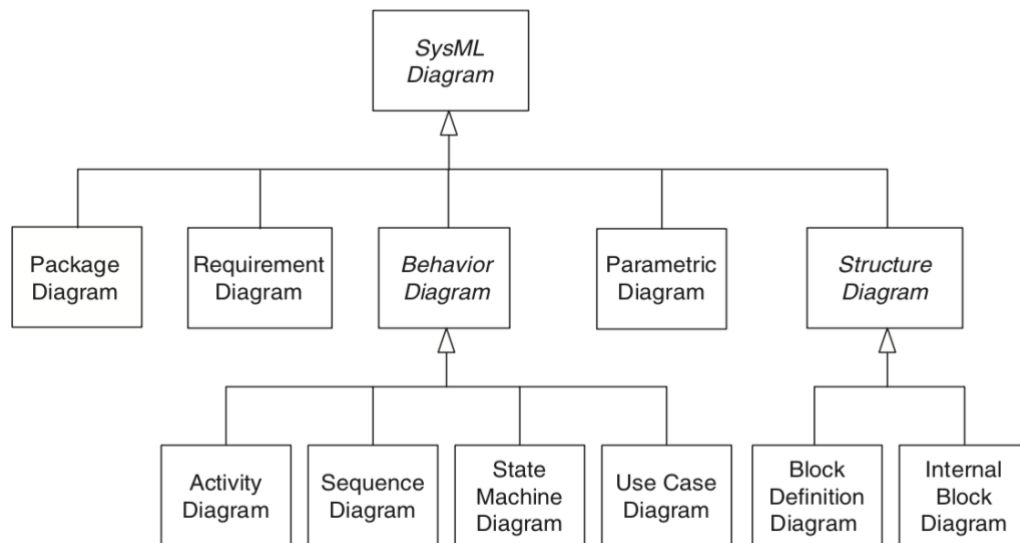 SysML
Diagram
Package
Diagram
Requirement
Diagram
Behavior
Diagram
Parametric
Diagram
Structure
Diagram
Activity
Diagram
Sequence
Diagram
State
Machine
Diagram
Use Case
Diagram
Block
Definition
Diagram
Internal
Block
Diagram